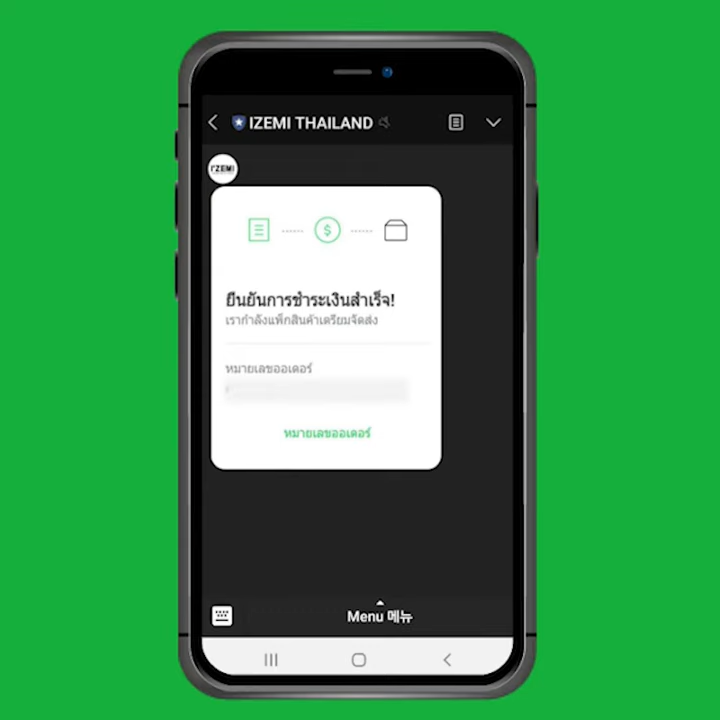 IZEMI THAILAND
IZEMI
ยืนยันการชำระเงินสำเร็จ!
เรากำลังแพ็กสินค้าเตรียมจัดส่ง
หมายเลขออเดอร์
หมายเลขออเดอร์
Menu 메뉴